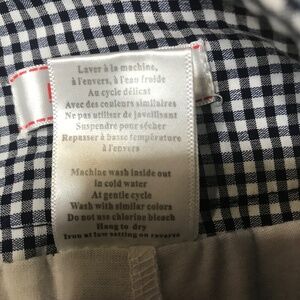 Laver à la machine,
à l'envers, à l'eau froide
Au cycle délicat
Avec des couleurs similaires
Ne pas utiliser de javellisant
Suspendre pour sécher
Repasser à basse température
à l'envers
Machine wash inside out
in cold water
At gentle cycle
Wash with similar colors
Do not use chlorine bleach
Hang to dry
Iron at low setting on reverse